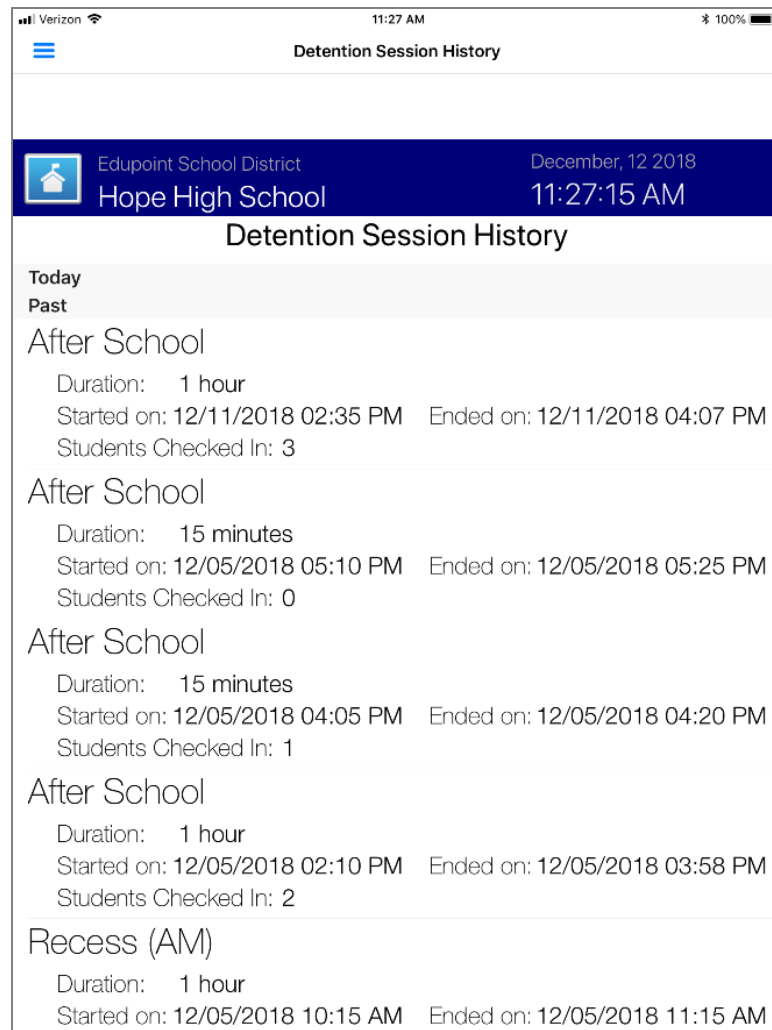 Verizon 11:27 AM 100%
Detention Session History
Edupoint School District December, 12 2018
Hope High School 11:27:15 AM
Detention Session History
Today
Past
After School
Duration: 1 hour
Started on: 12/11/2018 02:35 PM Ended on: 12/11/2018 04:07 PM
Students Checked In: 3
After School
Duration: 15 minutes
Started on: 12/05/2018 05:10 PM Ended on: 12/05/2018 05:25 PM
Students Checked In: 0
After School
Duration: 15 minutes
Started on: 12/05/2018 04:05 PM Ended on: 12/05/2018 04:20 PM
Students Checked In: 1
After School
Duration: 1 hour
Started on: 12/05/2018 02:10 PM Ended on: 12/05/2018 03:58 PM
Students Checked In: 2
Recess (AM)
Duration: 1 hour
Started on: 12/05/2018 10:15 AM Ended on: 12/05/2018 11:15 AM